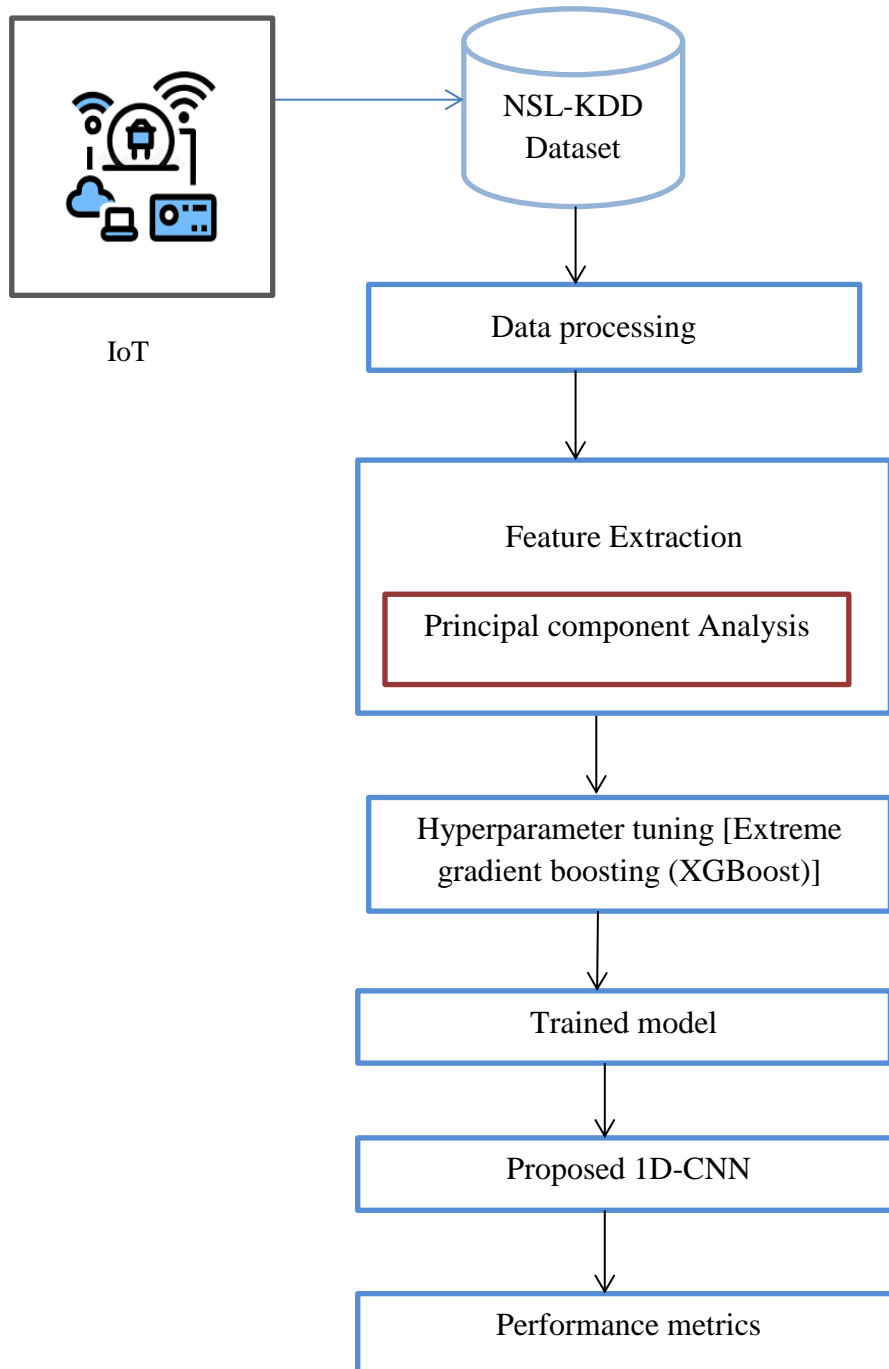 NSL-KDD
Dataset
IoT
Data processing
Feature Extraction
Principal component Analysis
Hyperparameter tuning [Extreme
gradient boosting (XGBoost)]
Trained model
Proposed 1D-CNN
Performance metrics